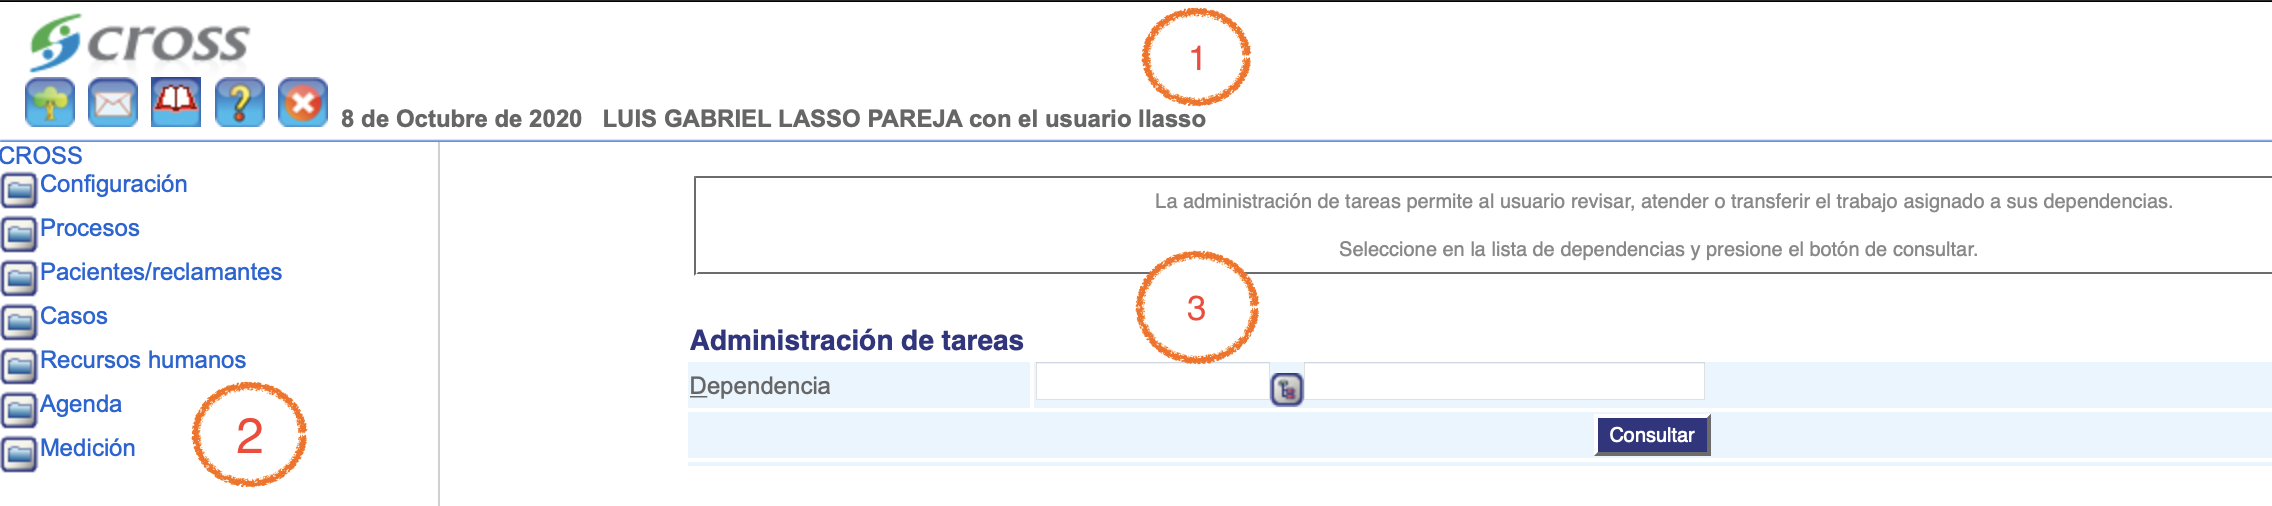 cross
1
8 de Octubre de 2020 LUIS GABRIEL LASSO PAREJA con el usuario llasso
CROSS
Configuración
Procesos
Pacientes/reclamantes
Casos
Recursos humanos
Agenda
Medición
2
La administración de tareas permite al usuario revisar, atender o transferir el trabajo asignado a sus dependencias.
Seleccione en la lista de dependencias y presione el botón de consultar.
3
Administración de tareas
Dependencia
Consultar